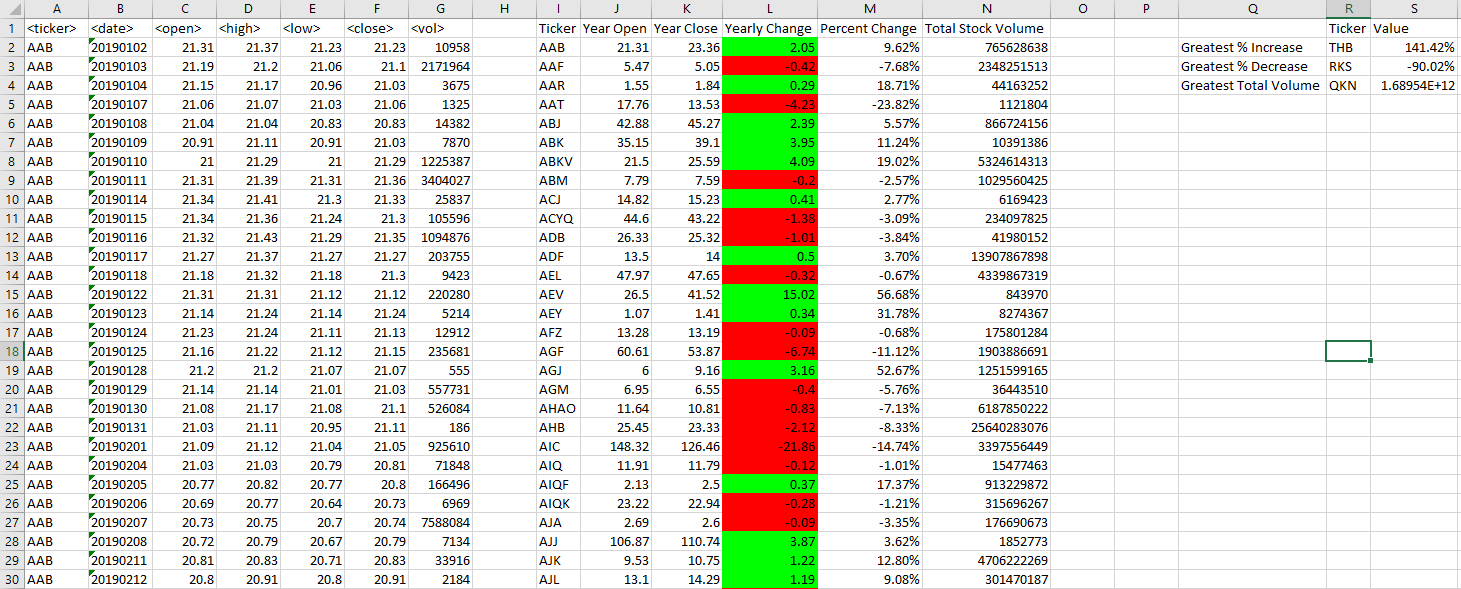 A B C D E F G H I J K L M N O P Q R S
1 <ticker> <date> <open> <high> <low> <close> <vol> Ticker Year Open Year Close Yearly Change Percent Change Total Stock Volume Ticker Value
2 AAB 20190102 21.31 21.37 21.23 21.23 10958 AAB 21.31 23.36 2.05 9.62% 765628638 Greatest % Increase THB 141.42%
3 AAB 20190103 21.19 21.2 21.06 21.1 2171964 AAF 5.47 5.05 -0.42 -7.68% 2348251513 Greatest % Decrease RKS -90.02%
4 AAB 20190104 21.15 21.17 20.96 21.03 3675 AAR 1.55 1.84 0.29 18.71% 44163252 Greatest Total Volume QKN 1.68954E+12
5 AAB 20190107 21.06 21.07 21.03 21.06 1325 AAT 17.76 13.53 -4.23 -23.82% 1121804
6 AAB 20190108 21.04 21.04 20.83 20.83 14382 ABJ 42.88 45.27 2.39 5.57% 866724156
7 AAB 20190109 20.91 21.11 20.91 21.03 7870 ABK 35.15 39.1 3.95 11.24% 10391386
8 AAB 20190110 21 21.29 21 21.29 1225387 ABKV 21.5 25.59 4.09 19.02% 5324614313
9 AAB 20190111 21.31 21.39 21.31 21.36 3404027 ABM 7.79 7.59 -0.2 -2.57% 1029560425
10 AAB 20190114 21.34 21.41 21.3 21.33 25837 ACJ 14.82 15.23 0.41 2.77% 6169423
11 AAB 20190115 21.34 21.36 21.24 21.3 105596 ACYQ 44.6 43.22 -1.38 -3.09% 234097825
12 AAB 20190116 21.32 21.43 21.29 21.35 1094876 ADB 26.33 25.32 -1.01 -3.84% 41980152
13 AAB 20190117 21.27 21.37 21.27 21.27 203755 ADF 13.5 14 0.5 3.70% 13907867898
14 AAB 20190118 21.18 21.32 21.18 21.3 9423 AEL 47.97 47.65 -0.32 -0.67% 4339867319
15 AAB 20190122 21.31 21.31 21.12 21.12 220280 AEV 26.5 41.52 15.02 56.68% 843970
16 AAB 20190123 21.14 21.24 21.14 21.24 5214 AEY 1.07 1.41 0.34 31.78% 8274367
17 AAB 20190124 21.23 21.24 21.11 21.13 12912 AFZ 13.28 13.19 -0.09 -0.68% 175801284
18 AAB 20190125 21.16 21.22 21.12 21.15 235681 AGF 60.61 53.87 -6.74 -11.12% 1903886691
19 AAB 20190128 21.2 21.2 21.07 21.07 555 AGJ 6 9.16 3.16 52.67% 1251599165
20 AAB 20190129 21.14 21.14 21.01 21.03 557731 AGM 6.95 6.55 -0.4 -5.76% 36443510
21 AAB 20190130 21.08 21.17 21.08 21.1 526084 AHAO 11.64 10.81 -0.83 -7.13% 6187850222
22 AAB 20190131 21.03 21.11 20.95 21.11 186 AHB 25.45 23.33 -2.12 -8.33% 25640283076
23 AAB 20190201 21.09 21.12 21.04 21.05 925610 AIC 148.32 126.46 -21.86 -14.74% 3397556449
24 AAB 20190204 21.03 21.03 20.79 20.81 71848 AIQ 11.91 11.79 -0.12 -1.01% 15477463
25 AAB 20190205 20.77 20.82 20.77 20.8 166496 AIQF 2.13 2.5 0.37 17.37% 913229872
26 AAB 20190206 20.69 20.77 20.64 20.73 6969 AIQK 23.22 22.94 -0.28 -1.21% 315696267
27 AAB 20190207 20.73 20.75 20.7 20.74 7588084 AJA 2.69 2.6 -0.09 -3.35% 176690673
28 AAB 20190208 20.72 20.79 20.67 20.79 7134 AJJ 106.87 110.74 3.87 3.62% 1852773
29 AAB 20190211 20.81 20.83 20.71 20.83 33916 AJK 9.53 10.75 1.22 12.80% 4706222269
30 AAB 20190212 20.8 20.91 20.8 20.91 2184 AJL 13.1 14.29 1.19 9.08% 301470187